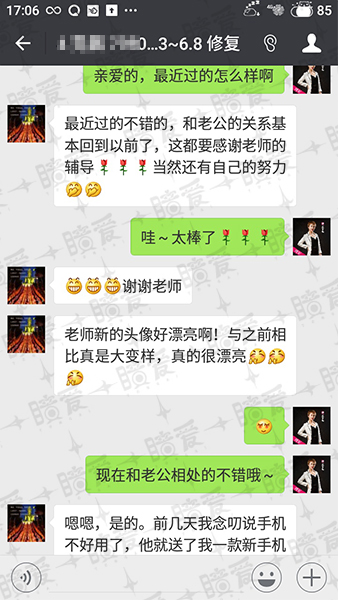 17:06
4G
85
0...3~6.8 修复
亲爱的，最近过的怎么样啊
最近过的不错的，和老公的关系基
本回到以前了，这都要感谢老师的
辅导🌹🌹🌹当然还有自己的努力
🤭🤭
哇～太棒了🌹🌹🌹
😁😁😁谢谢老师
老师新的头像好漂亮啊！与之前相
比真是大变样，真的很漂亮🥳🥳
🥳
😍
现在和老公相处的不错哦～
嗯嗯，是的。前几天我念叨说手机
不好用了，他就送了我一款新手机
瞳爱